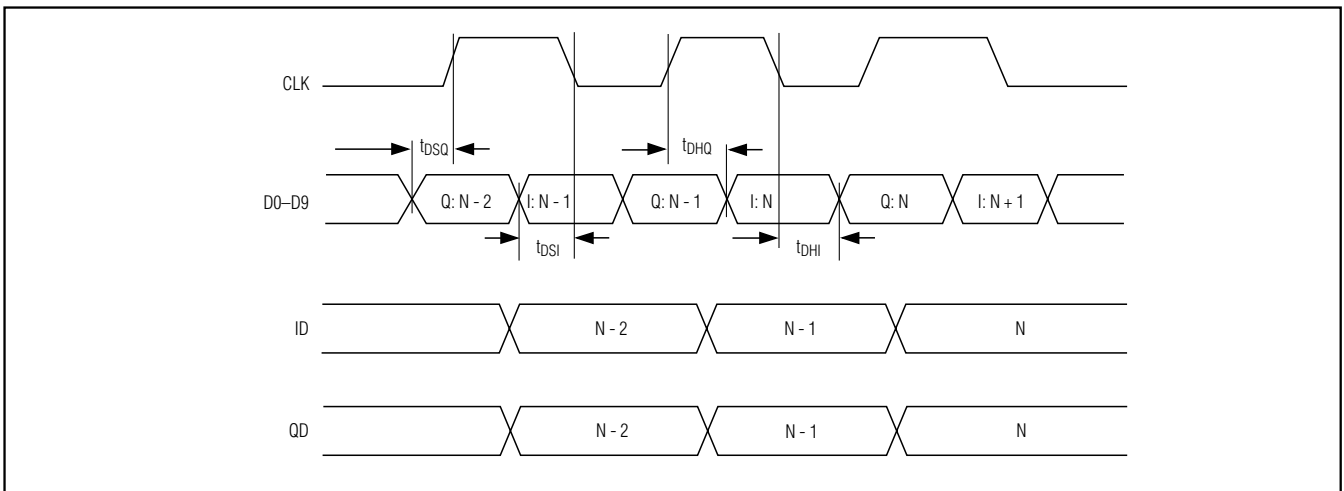 CLK
tDSQ
tDHQ
D0–D9
Q: N - 2
I: N - 1
Q: N - 1
I: N
Q: N
I: N + 1
tDSI
tDHI
ID
N - 2
N - 1
N
QD
N - 2
N - 1
N